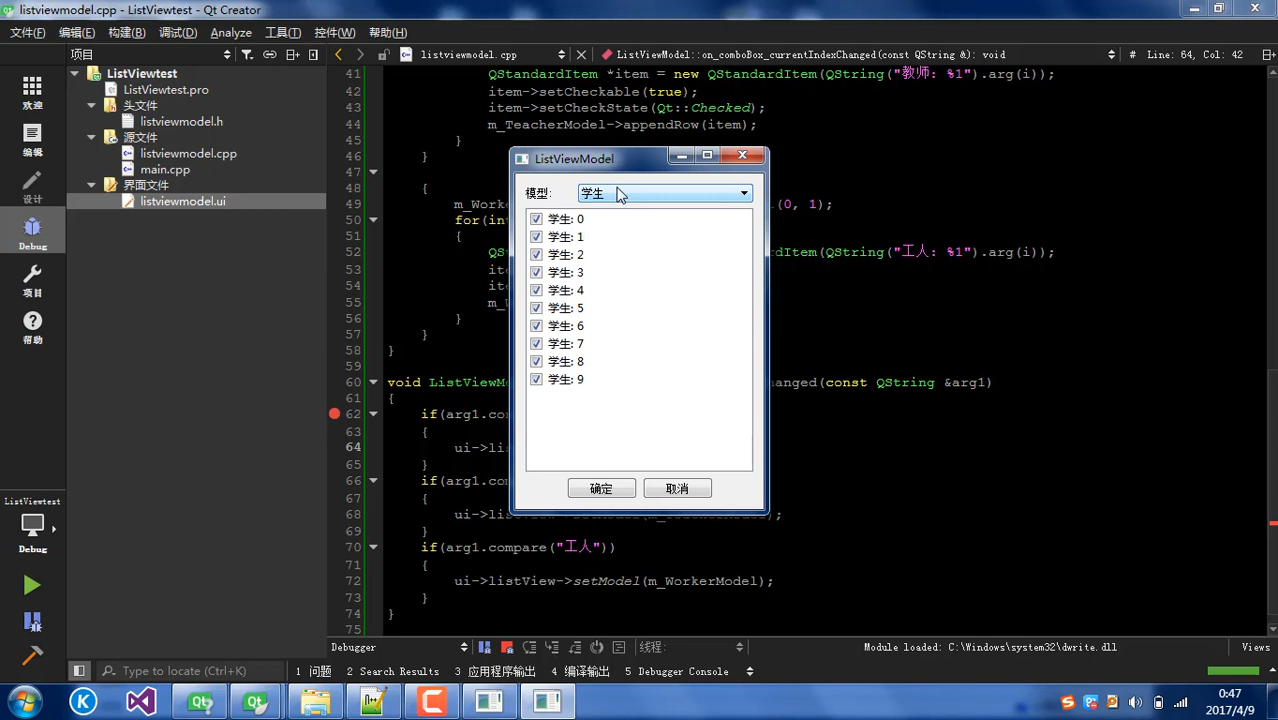 listviewmodel.cpp - ListViewtest - Qt Creator
文件(F) 编辑(E) 构建(B) 调试(D) Analyze 工具(T) 控件(W) 帮助(H)
项目
listviewmodel.cpp
ListViewModel::on_comboBox_currentIndexChanged(const QString &): void
# Line: 64, Col: 42
欢迎
编辑
设计
Debug
项目
帮助
ListViewtest
Debug
ListViewtest
ListViewtest.pro
头文件
listviewmodel.h
源文件
listviewmodel.cpp
main.cpp
界面文件
listviewmodel.ui
41 QStandardItem *item = new QStandardItem(QString("教师: %1").arg(i));
42 item->setCheckable(true);
43 item->setCheckState(Qt::Checked);
44 m_TeacherModel->appendRow(item);
45 }
46 }
47
48 {
49 m_Worke (0, 1);
50 for(int
51 {
52 QS dardItem(QString("工人: %1").arg(i));
53 ite
54 ite
55 m_W
56 }
57 }
58 }
59
60 void ListViewMo hanged(const QString &arg1)
61 {
62 if(arg1.com
63 {
64 ui->lis
65 }
66 if(arg1.com
67 {
68 ui->listView
69 }
70 if(arg1.compare("工人"))
71 {
72 ui->listView->setModel(m_WorkerModel);
73 }
74 }
75
ListViewModel
模型: 学生
学生: 0
学生: 1
学生: 2
学生: 3
学生: 4
学生: 5
学生: 6
学生: 7
学生: 8
学生: 9
确定 取消
Debugger
线程:
Module loaded: C:\Windows\system32\dwrite.dll
Views
Type to locate (Ctrl+K)
1 问题 2 Search Results 3 应用程序输出 4 编译输出 5 Debugger Console
0:47
2017/4/9